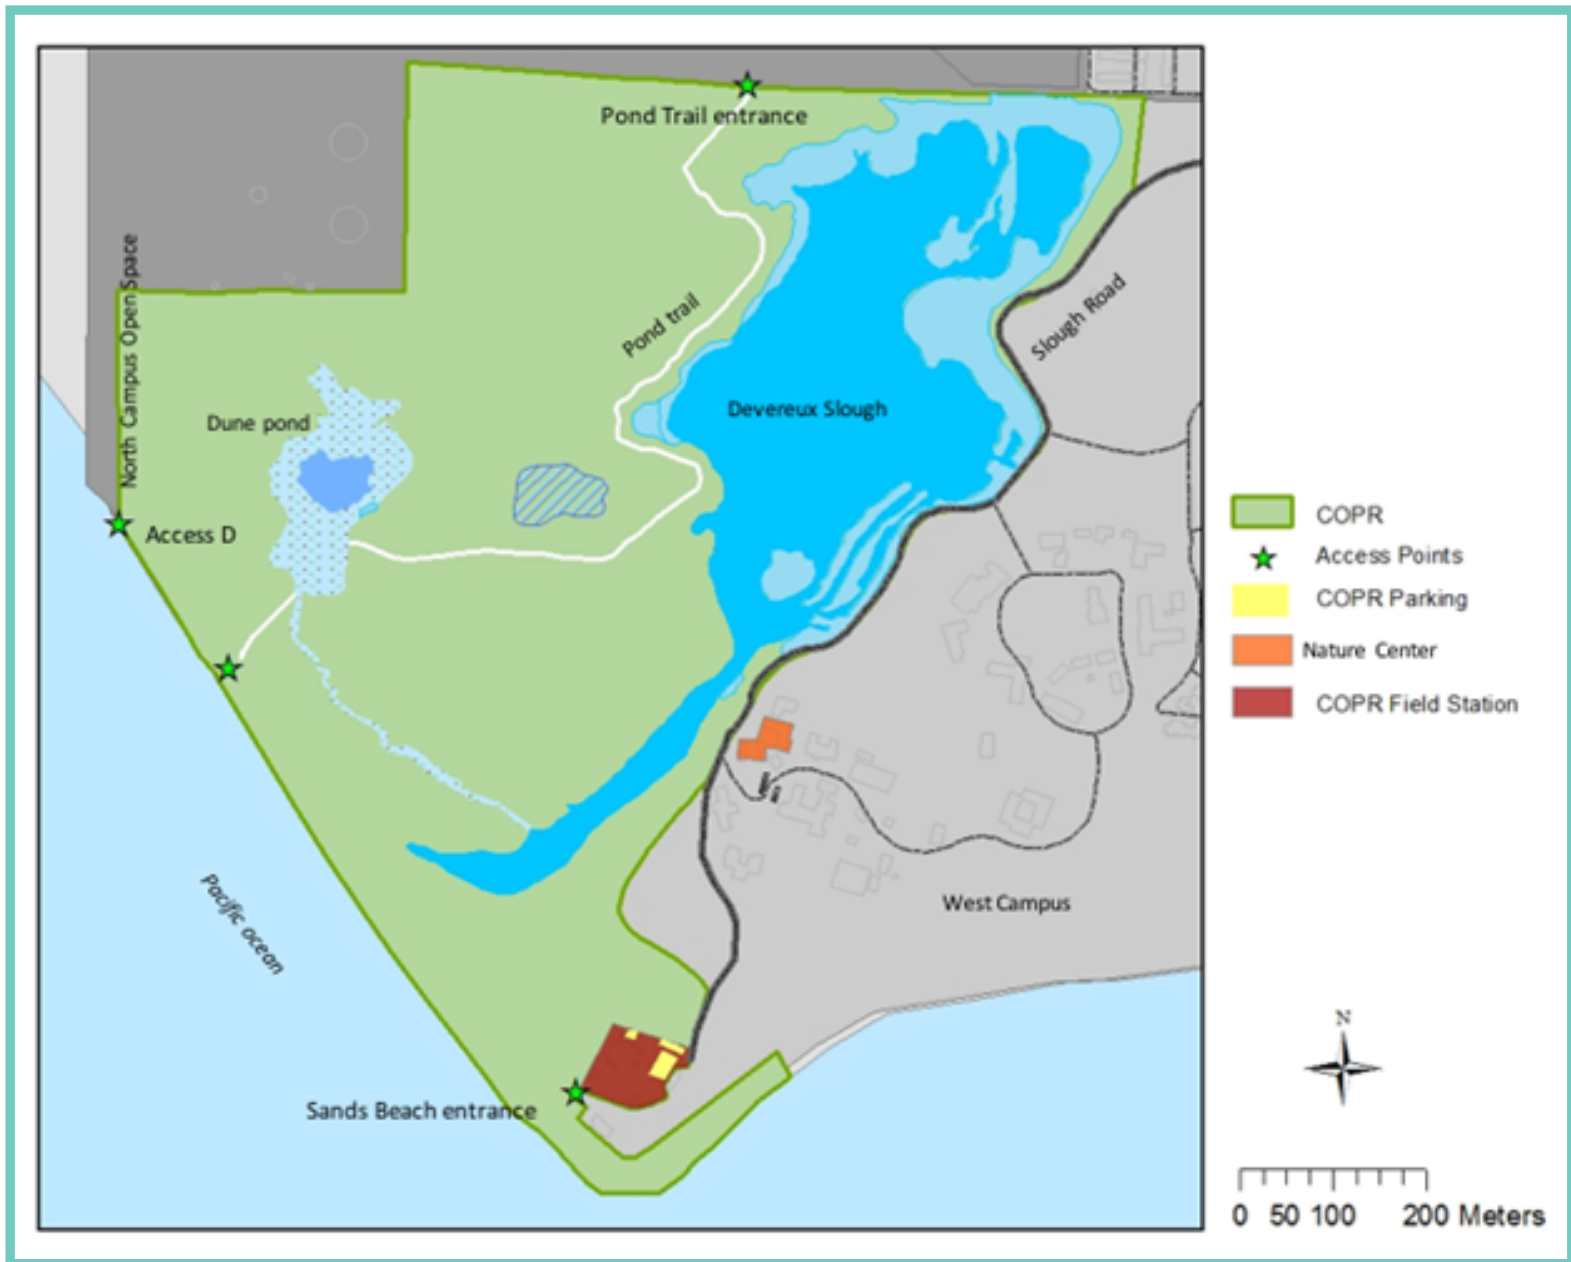 Pond Trail entrance
North Campus Open Space
Pond trail
Slough Road
Dune pond
Devereux Slough
Access D
Pacific ocean
West Campus
Sands Beach entrance
COPR
Access Points
COPR Parking
Nature Center
COPR Field Station
N
0 50 100 200 Meters